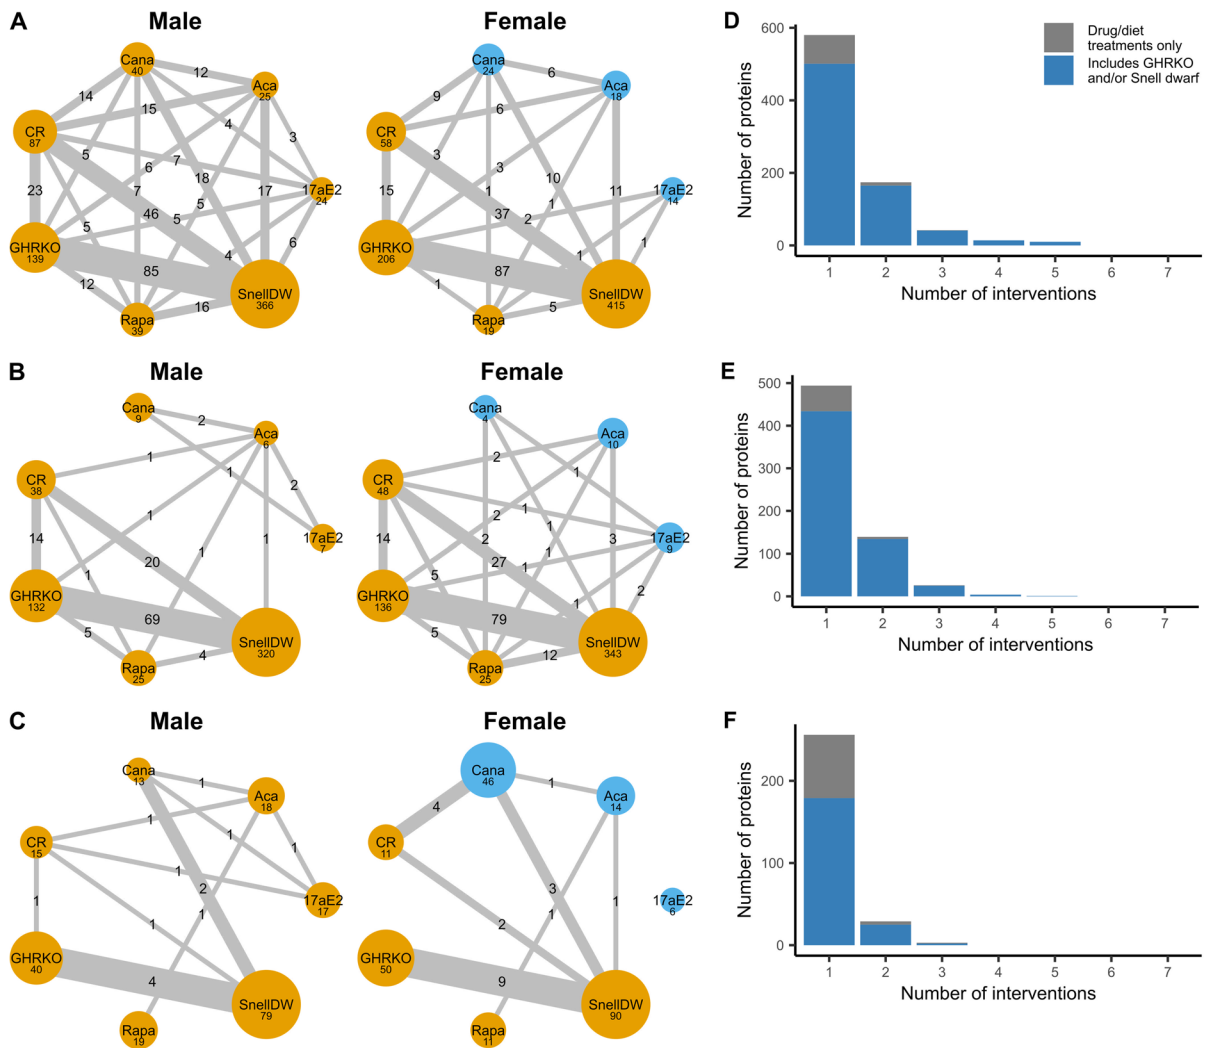 A
Male
Female
Cana
40
12
Aca
25
14
15
CR
87
4
3
5
6
7
17aE2
24
18
23
7
17
5
46
5
5
GHRKO
139
6
4
85
12
SnellDW
366
16
Rapa
39
Cana
24
6
Aca
18
9
6
CR
58
3
3
10
17aE2
14
15
1
11
1
37
2
GHRKO
206
1
1
87
1
SnellDW
415
5
Rapa
19
B
Male
Female
Cana
9
2
Aca
6
1
1
CR
38
2
1
14
17aE2
7
1
1
20
1
GHRKO
132
69
5
SnellDW
320
4
Rapa
25
Cana
4
Aca
10
2
1
CR
48
2
1
1
14
2
3
17aE2
9
1
27
1
5
2
GHRKO
136
1
79
5
SnellDW
343
12
Rapa
25
C
Male
Female
Cana
13
1
Aca
18
1
1
CR
15
1
1
2
1
17aE2
17
1
1
GHRKO
40
4
SnellDW
79
Rapa
19
Cana
46
1
Aca
14
4
CR
11
3
1
17aE2
6
1
2
GHRKO
50
9
SnellDW
90
Rapa
11
D
Drug/diet
treatments only
Includes GHRKO
and/or Snell dwarf
Number of proteins
600
400
200
0
1 2 3 4 5 6 7
Number of interventions
E
Number of proteins
500
400
300
200
100
0
1 2 3 4 5 6 7
Number of interventions
F
Number of proteins
200
100
0
1 2 3 4 5 6 7
Number of interventions